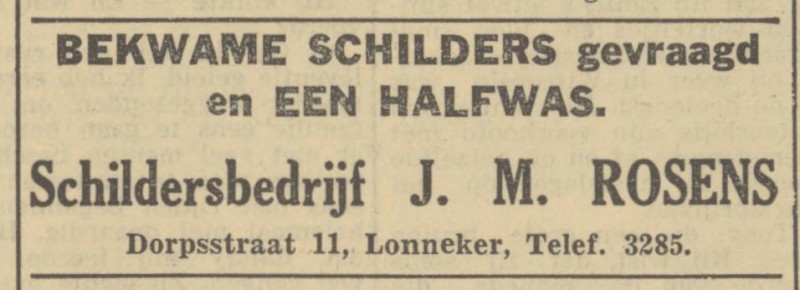 BEKWAME SCHILDERS gevraagd
en EEN HALFWAS.
Schildersbedrijf J. M. ROSENS
Dorpsstraat 11, Lonneker, Telef. 3285.